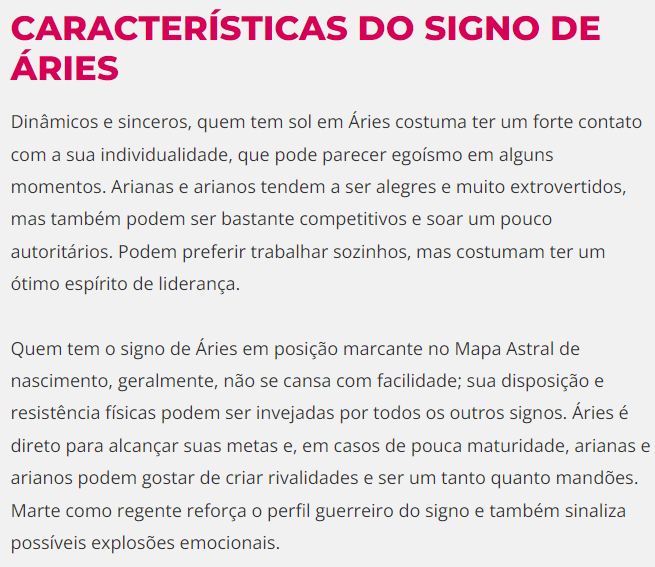 CARACTERÍSTICAS DO SIGNO DE
ÁRIES
Dinâmicos e sinceros, quem tem sol em Áries costuma ter um forte contato
com a sua individualidade, que pode parecer egoísmo em alguns
momentos. Arianas e arianos tendem a ser alegres e muito extrovertidos,
mas também podem ser bastante competitivos e soar um pouco
autoritários. Podem preferir trabalhar sozinhos, mas costumam ter um
ótimo espírito de liderança.
Quem tem o signo de Áries em posição marcante no Mapa Astral de
nascimento, geralmente, não se cansa com facilidade; sua disposição e
resistência físicas podem ser invejadas por todos os outros signos. Áries é
direto para alcançar suas metas e, em casos de pouca maturidade, arianas e
arianos podem gostar de criar rivalidades e ser um tanto quanto mandões.
Marte como regente reforça o perfil guerreiro do signo e também sinaliza
possíveis explosões emocionais.